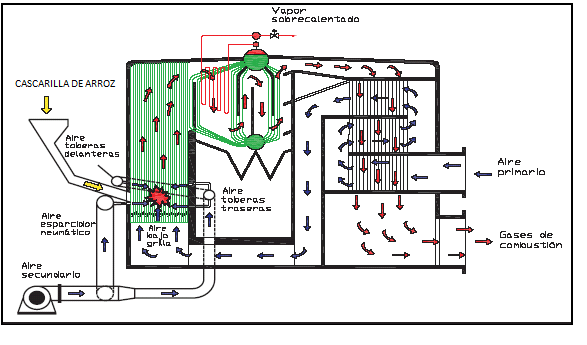 Vapor
sobrecalentado
CASCARILLA DE ARROZ
Aire
toberas
delanteras
Aire
primario
Aire
toberas
traseras
Aire
esparcidor
neumático
Aire
bajo
grilla
Gases de
combustión
Aire
secundario